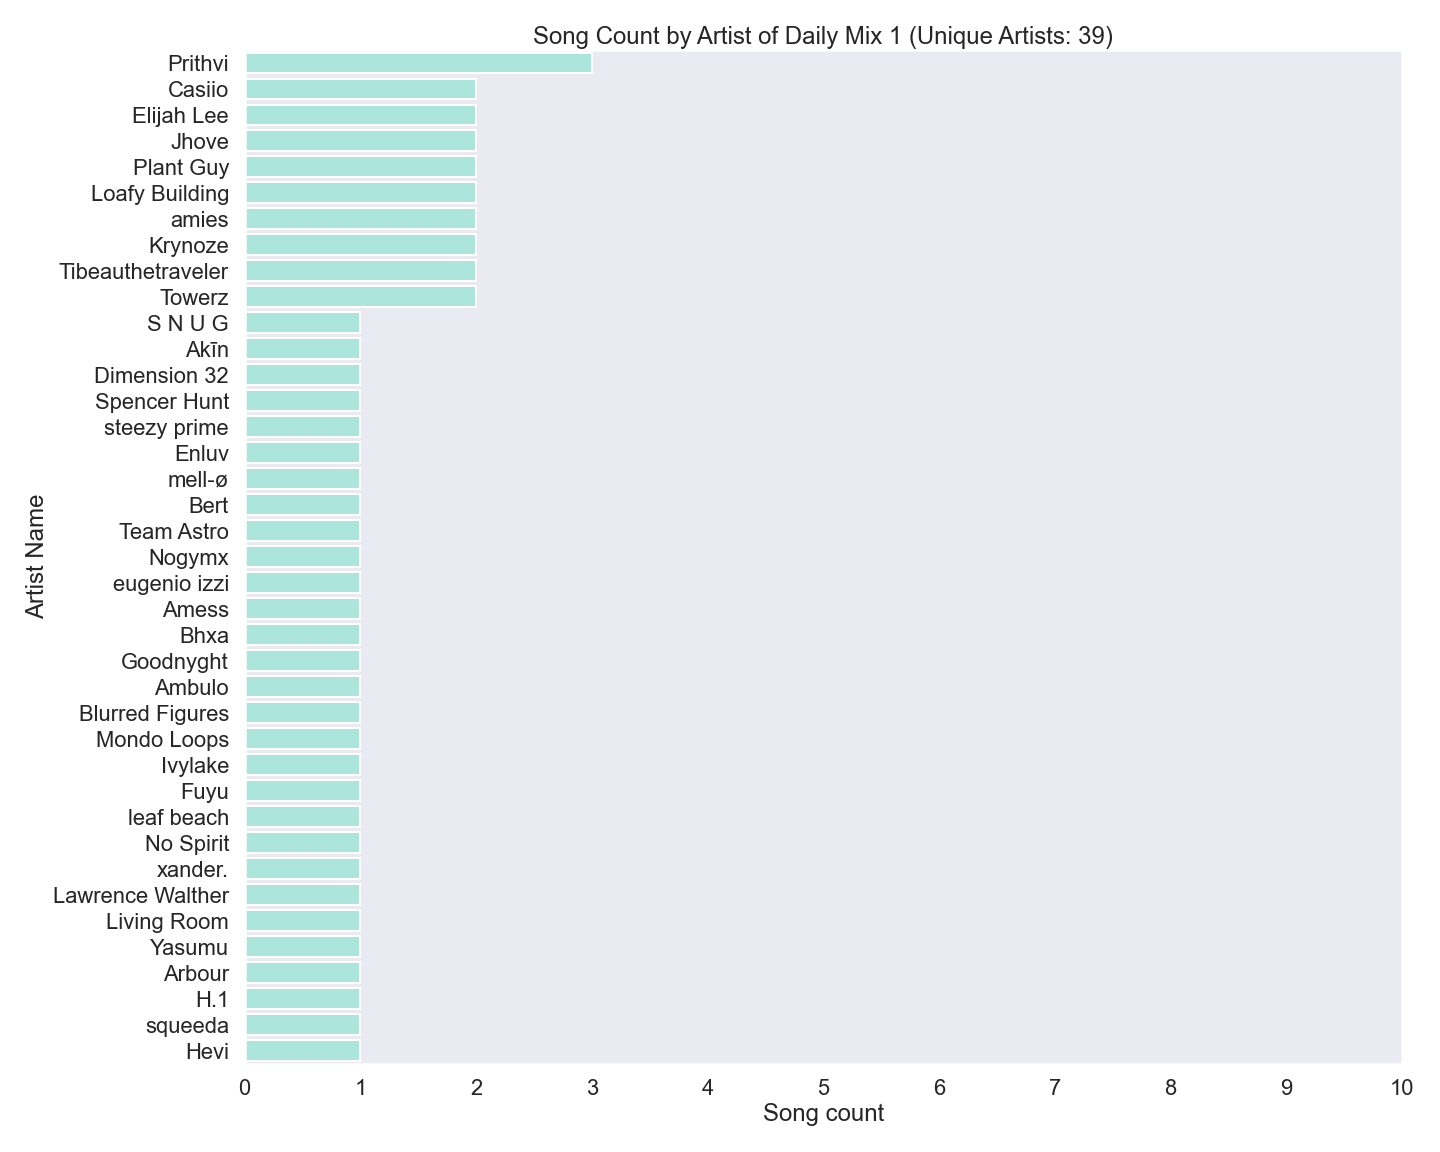 Song Count by Artist of Daily Mix 1 (Unique Artists: 39)
Prithvi
Casiio
Elijah Lee
Jhove
Plant Guy
Loafy Building
amies
Krynoze
Tibeauthetraveler
Towerz
S N U G
Akīn
Dimension 32
Spencer Hunt
steezy prime
Enluv
mell-ø
Bert
Team Astro
Nogymx
eugenio izzi
Amess
Bhxa
Goodnyght
Ambulo
Blurred Figures
Mondo Loops
Ivylake
Fuyu
leaf beach
No Spirit
xander.
Lawrence Walther
Living Room
Yasumu
Arbour
H.1
squeeda
Hevi
Artist Name
0 1 2 3 4 5 6 7 8 9 10
Song count